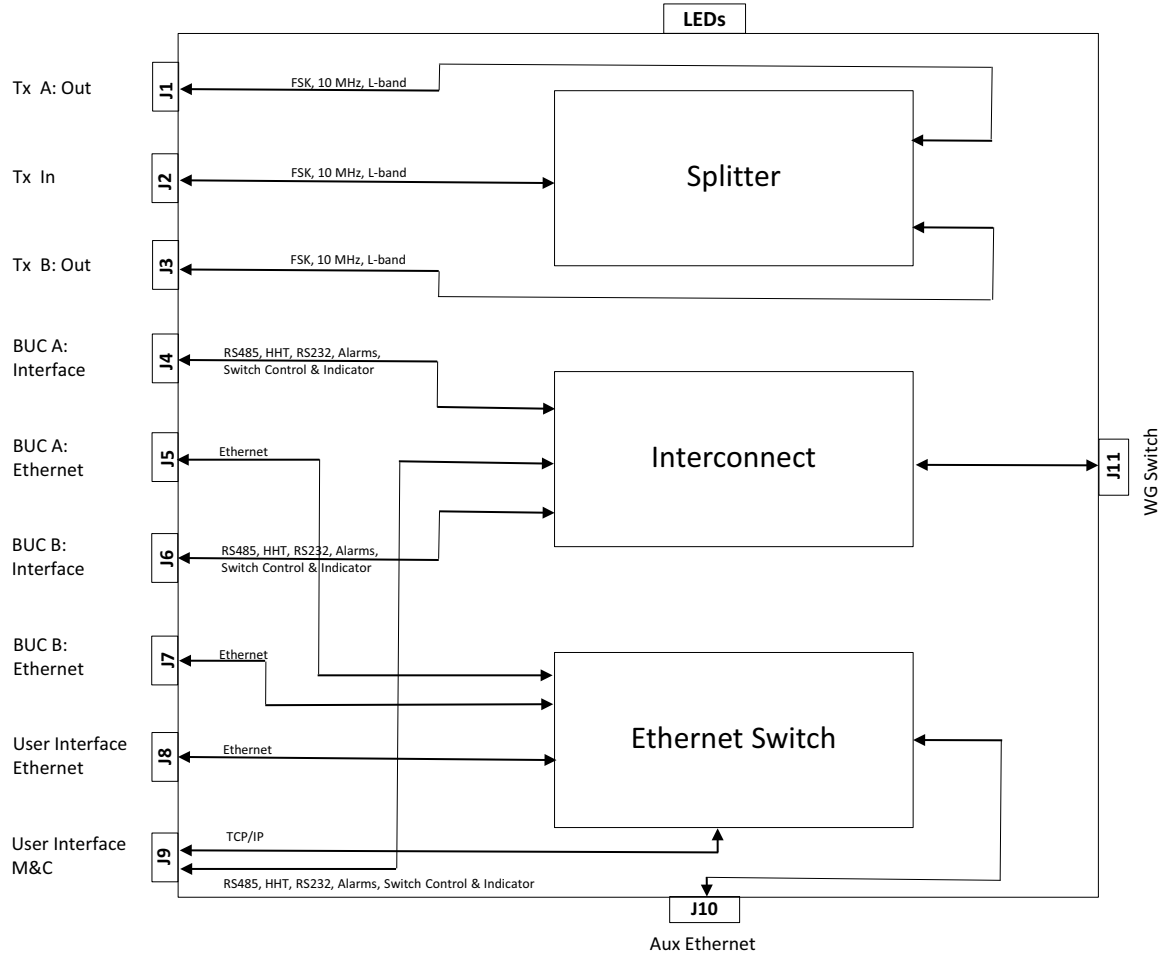 LEDs
Tx A: Out
J1
FSK, 10 MHz, L-band
Splitter
Tx In
J2
FSK, 10 MHz, L-band
Tx B: Out
J3
FSK, 10 MHz, L-band
BUC A:
Interface
J4
RS485, HHT, RS232, Alarms,
Switch Control & Indicator
Interconnect
J11
WG Switch
BUC A:
Ethernet
J5
Ethernet
BUC B:
Interface
J6
RS485, HHT, RS232, Alarms,
Switch Control & Indicator
BUC B:
Ethernet
J7
Ethernet
Ethernet Switch
User Interface
Ethernet
J8
Ethernet
User Interface
M&C
J9
TCP/IP
RS485, HHT, RS232, Alarms, Switch Control & Indicator
J10
Aux Ethernet